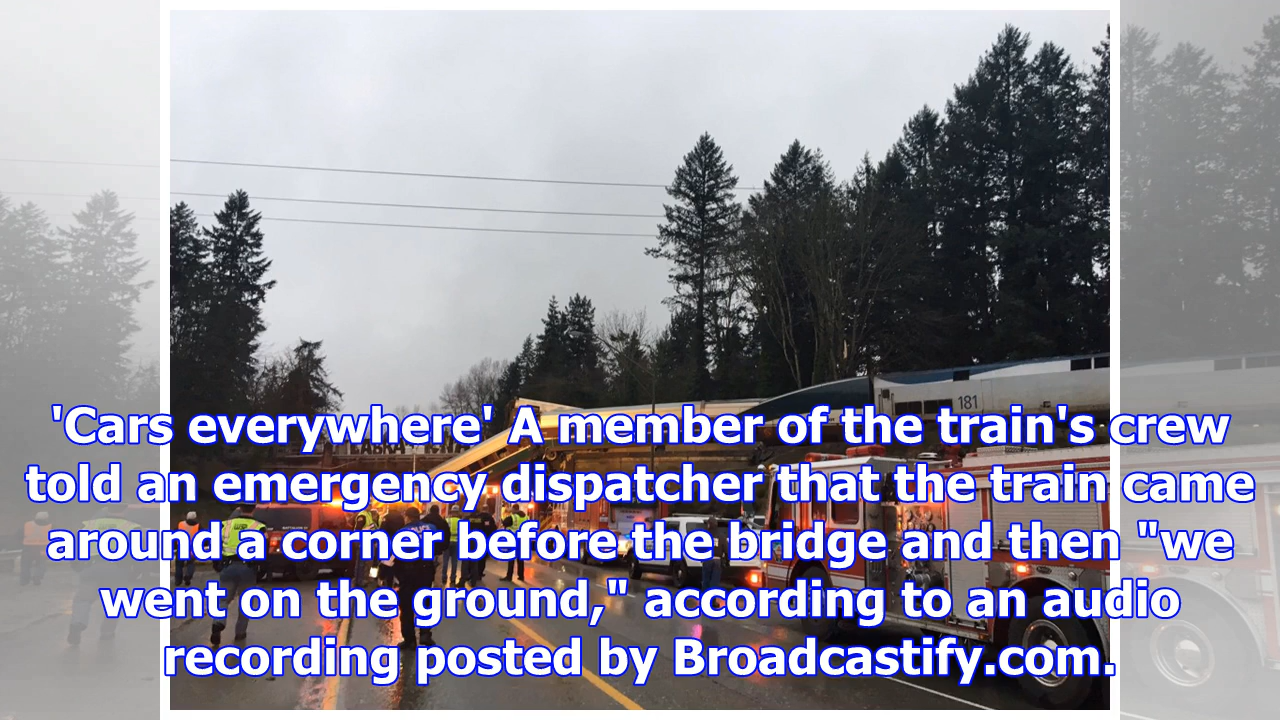 181
'Cars everywhere' A member of the train's crew
told an emergency dispatcher that the train came
around a corner before the bridge and then "we
went on the ground," according to an audio
recording posted by Broadcastify.com.